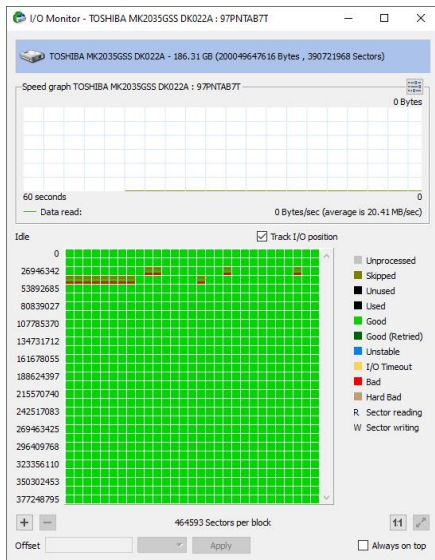 I/O Monitor - TOSHIBA MK2035GSS DK022A : 97PNTAB7T
TOSHIBA MK2035GSS DK022A - 186.31 GB (200049647616 Bytes , 390721968 Sectors)
Speed graph TOSHIBA MK2035GSS DK022A : 97PNTAB7T
0 Bytes
60 seconds 0
Data read: 0 Bytes/sec (average is 20.41 MB/sec)
Idle Track I/O position
0
26946342
53892685
80839027
107785370
134731712
161678055
188624397
215570740
242517083
269463425
296409768
323356110
350302453
377248795
Unprocessed
Skipped
Unused
Used
Good
Good (Retried)
Unstable
I/O Timeout
Bad
Hard Bad
R Sector reading
W Sector writing
464593 Sectors per block
1:1
Offset Apply Always on top